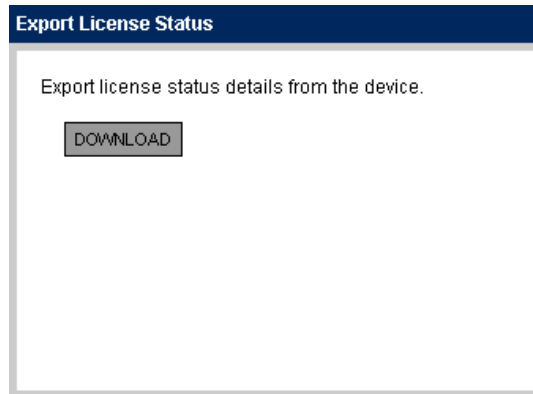 Export License Status
Export license status details from the device.
DOWNLOAD